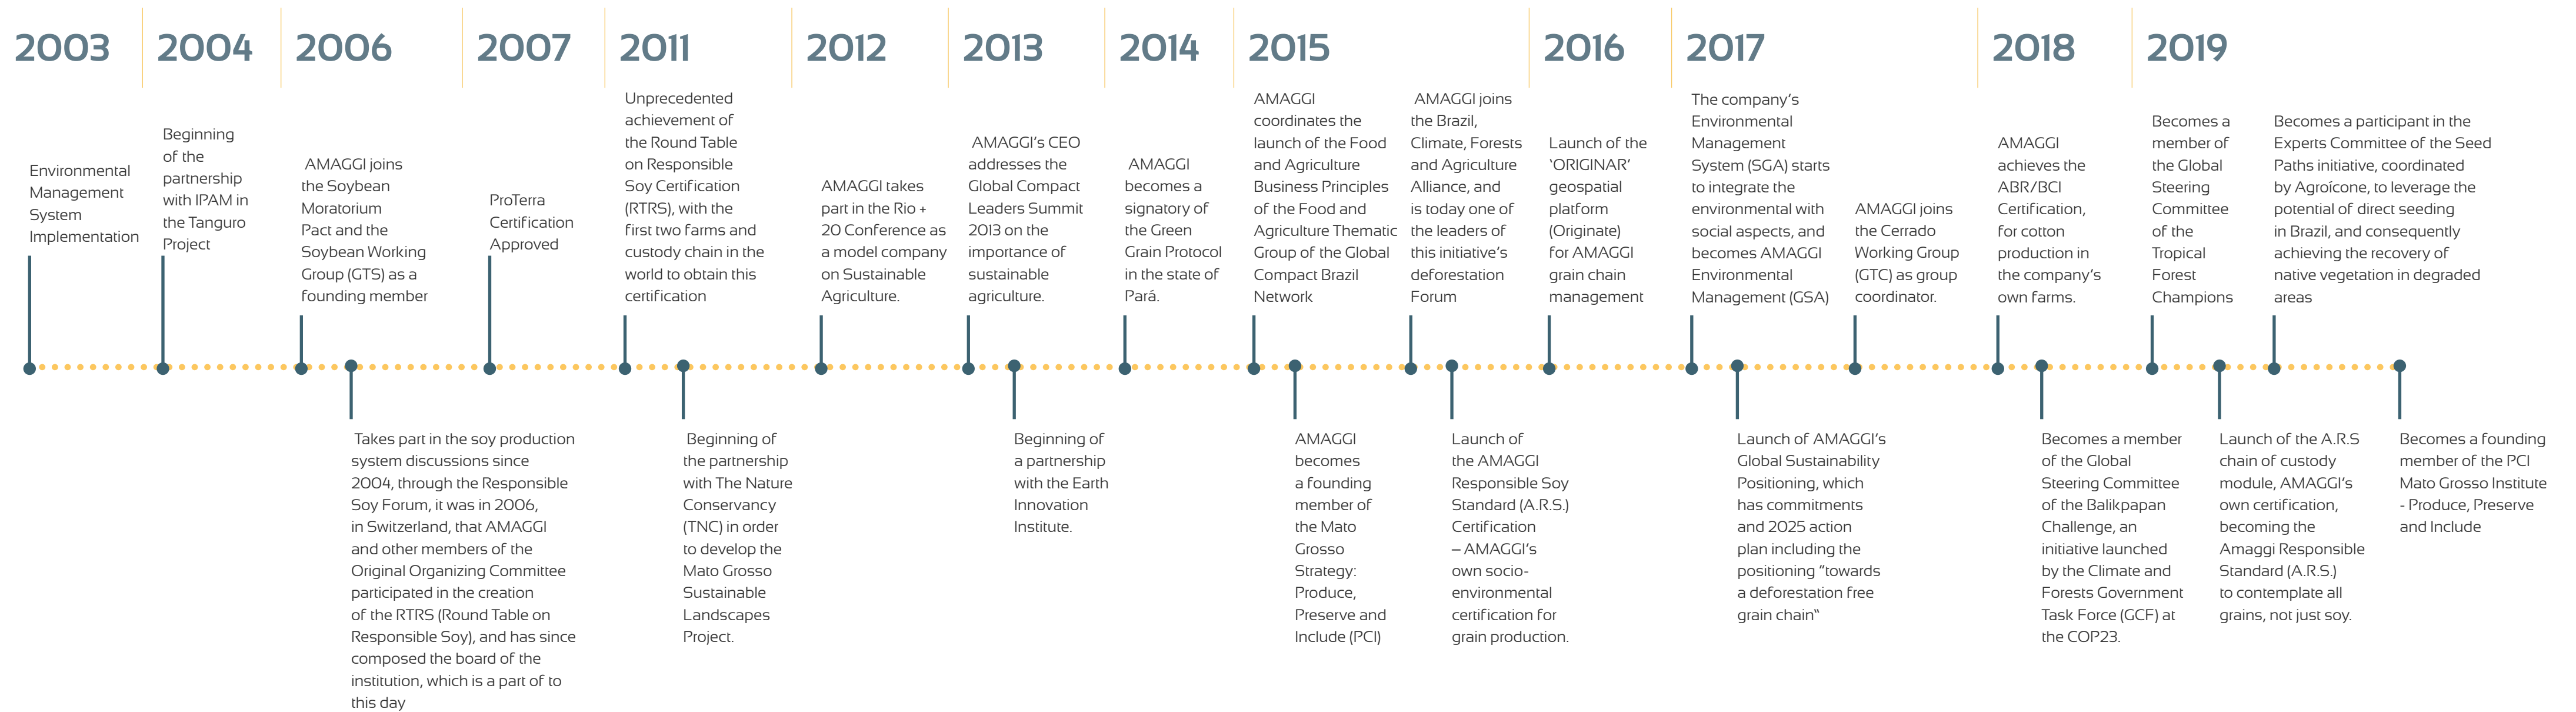 2003
Environmental
Management
System
Implementation
2004
Beginning
of the
partnership
with IPAM in
the Tanguro
Project
2006
AMAGGI joins
the Soybean
Moratorium
Pact and the
Soybean Working
Group (GTS) as a
founding member
Takes part in the soy production
system discussions since
2004, through the Responsible
Soy Forum, it was in 2006,
in Switzerland, that AMAGGI
and other members of the
Original Organizing Committee
participated in the creation
of the RTRS (Round Table on
Responsible Soy), and has since
composed the board of the
institution, which is a part of to
this day
2007
ProTerra
Certification
Approved
2011
Unprecedented
achievement of
the Round Table
on Responsible
Soy Certification
(RTRS), with the
first two farms and
custody chain in the
world to obtain this
certification
Beginning of
the partnership
with The Nature
Conservancy
(TNC) in order
to develop the
Mato Grosso
Sustainable
Landscapes
Project.
2012
AMAGGI takes
part in the Rio +
20 Conference as
a model company
on Sustainable
Agriculture.
2013
AMAGGI's CEO
addresses the
Global Compact
Leaders Summit
2013 on the
importance of
sustainable
agriculture.
Beginning of
a partnership
with the Earth
Innovation
Institute.
2014
AMAGGI
becomes a
signatory of
the Green
Grain Protocol
in the state of
Pará.
2015
AMAGGI
coordinates the
launch of the Food
and Agriculture
Business Principles
of the Food and
Agriculture Thematic
Group of the Global
Compact Brazil
Network
AMAGGI
becomes
a founding
member of
the Mato
Grosso
Strategy:
Produce,
Preserve and
Include (PCI)
AMAGGI joins
the Brazil,
Climate, Forests
and Agriculture
Alliance, and
is today one of
the leaders of
this initiative's
deforestation
Forum
Launch of
the AMAGGI
Responsible Soy
Standard (A.R.S.)
Certification
– AMAGGI's
own socio-
environmental
certification for
grain production.
2016
Launch of the
'ORIGINAR'
geospatial
platform
(Originate)
for AMAGGI
grain chain
management
2017
The company's
Environmental
Management
System (SGA) starts
to integrate the
environmental with
social aspects, and
becomes AMAGGI
Environmental
Management (GSA)
Launch of AMAGGI's
Global Sustainability
Positioning, which
has commitments
and 2025 action
plan including the
positioning "towards
a deforestation free
grain chain"
AMAGGI joins
the Cerrado
Working Group
(GTC) as group
coordinator.
2018
AMAGGI
achieves the
ABR/BCI
Certification,
for cotton
production in
the company's
own farms.
Becomes a member
of the Global
Steering Committee
of the Balikpapan
Challenge, an
initiative launched
by the Climate and
Forests Government
Task Force (GCF) at
the COP23.
2019
Becomes a
member of
the Global
Steering
Committee
of the
Tropical
Forest
Champions
Launch of the A.R.S
chain of custody
module, AMAGGI's
own certification,
becoming the
Amaggi Responsible
Standard (A.R.S.)
to contemplate all
grains, not just soy.
Becomes a participant in the
Experts Committee of the Seed
Paths initiative, coordinated
by Agroícone, to leverage the
potential of direct seeding
in Brazil, and consequently
achieving the recovery of
native vegetation in degraded
areas
Becomes a founding
member of the PCI
Mato Grosso Institute
- Produce, Preserve
and Include